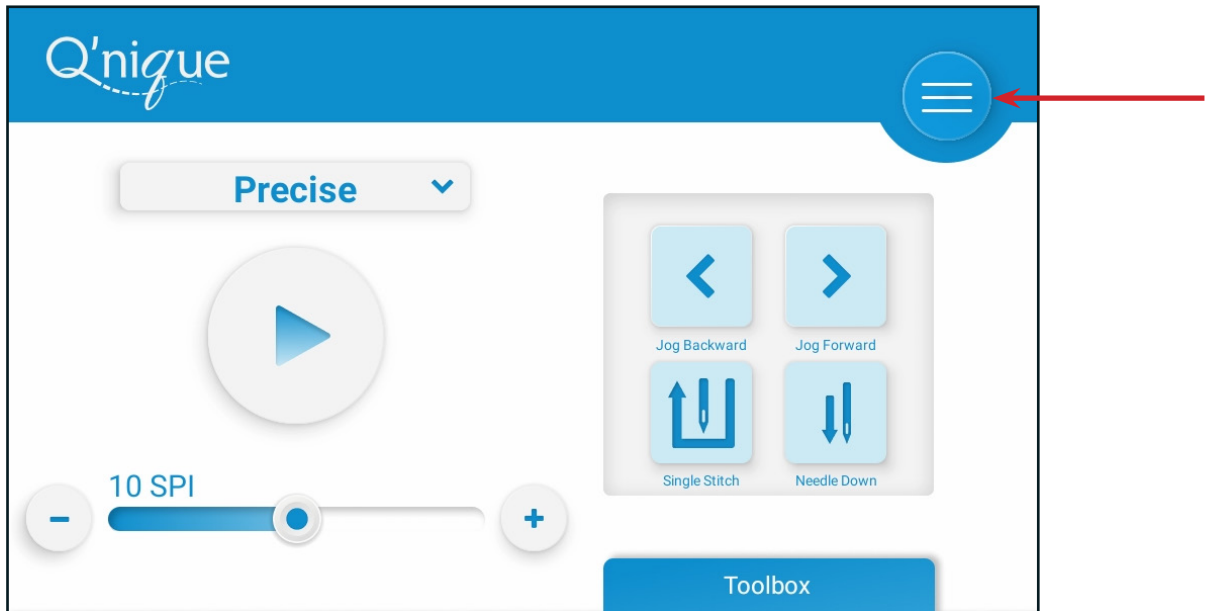 Q'nique
Precise
Jog Backward
Jog Forward
Single Stitch
Needle Down
10 SPI
Toolbox